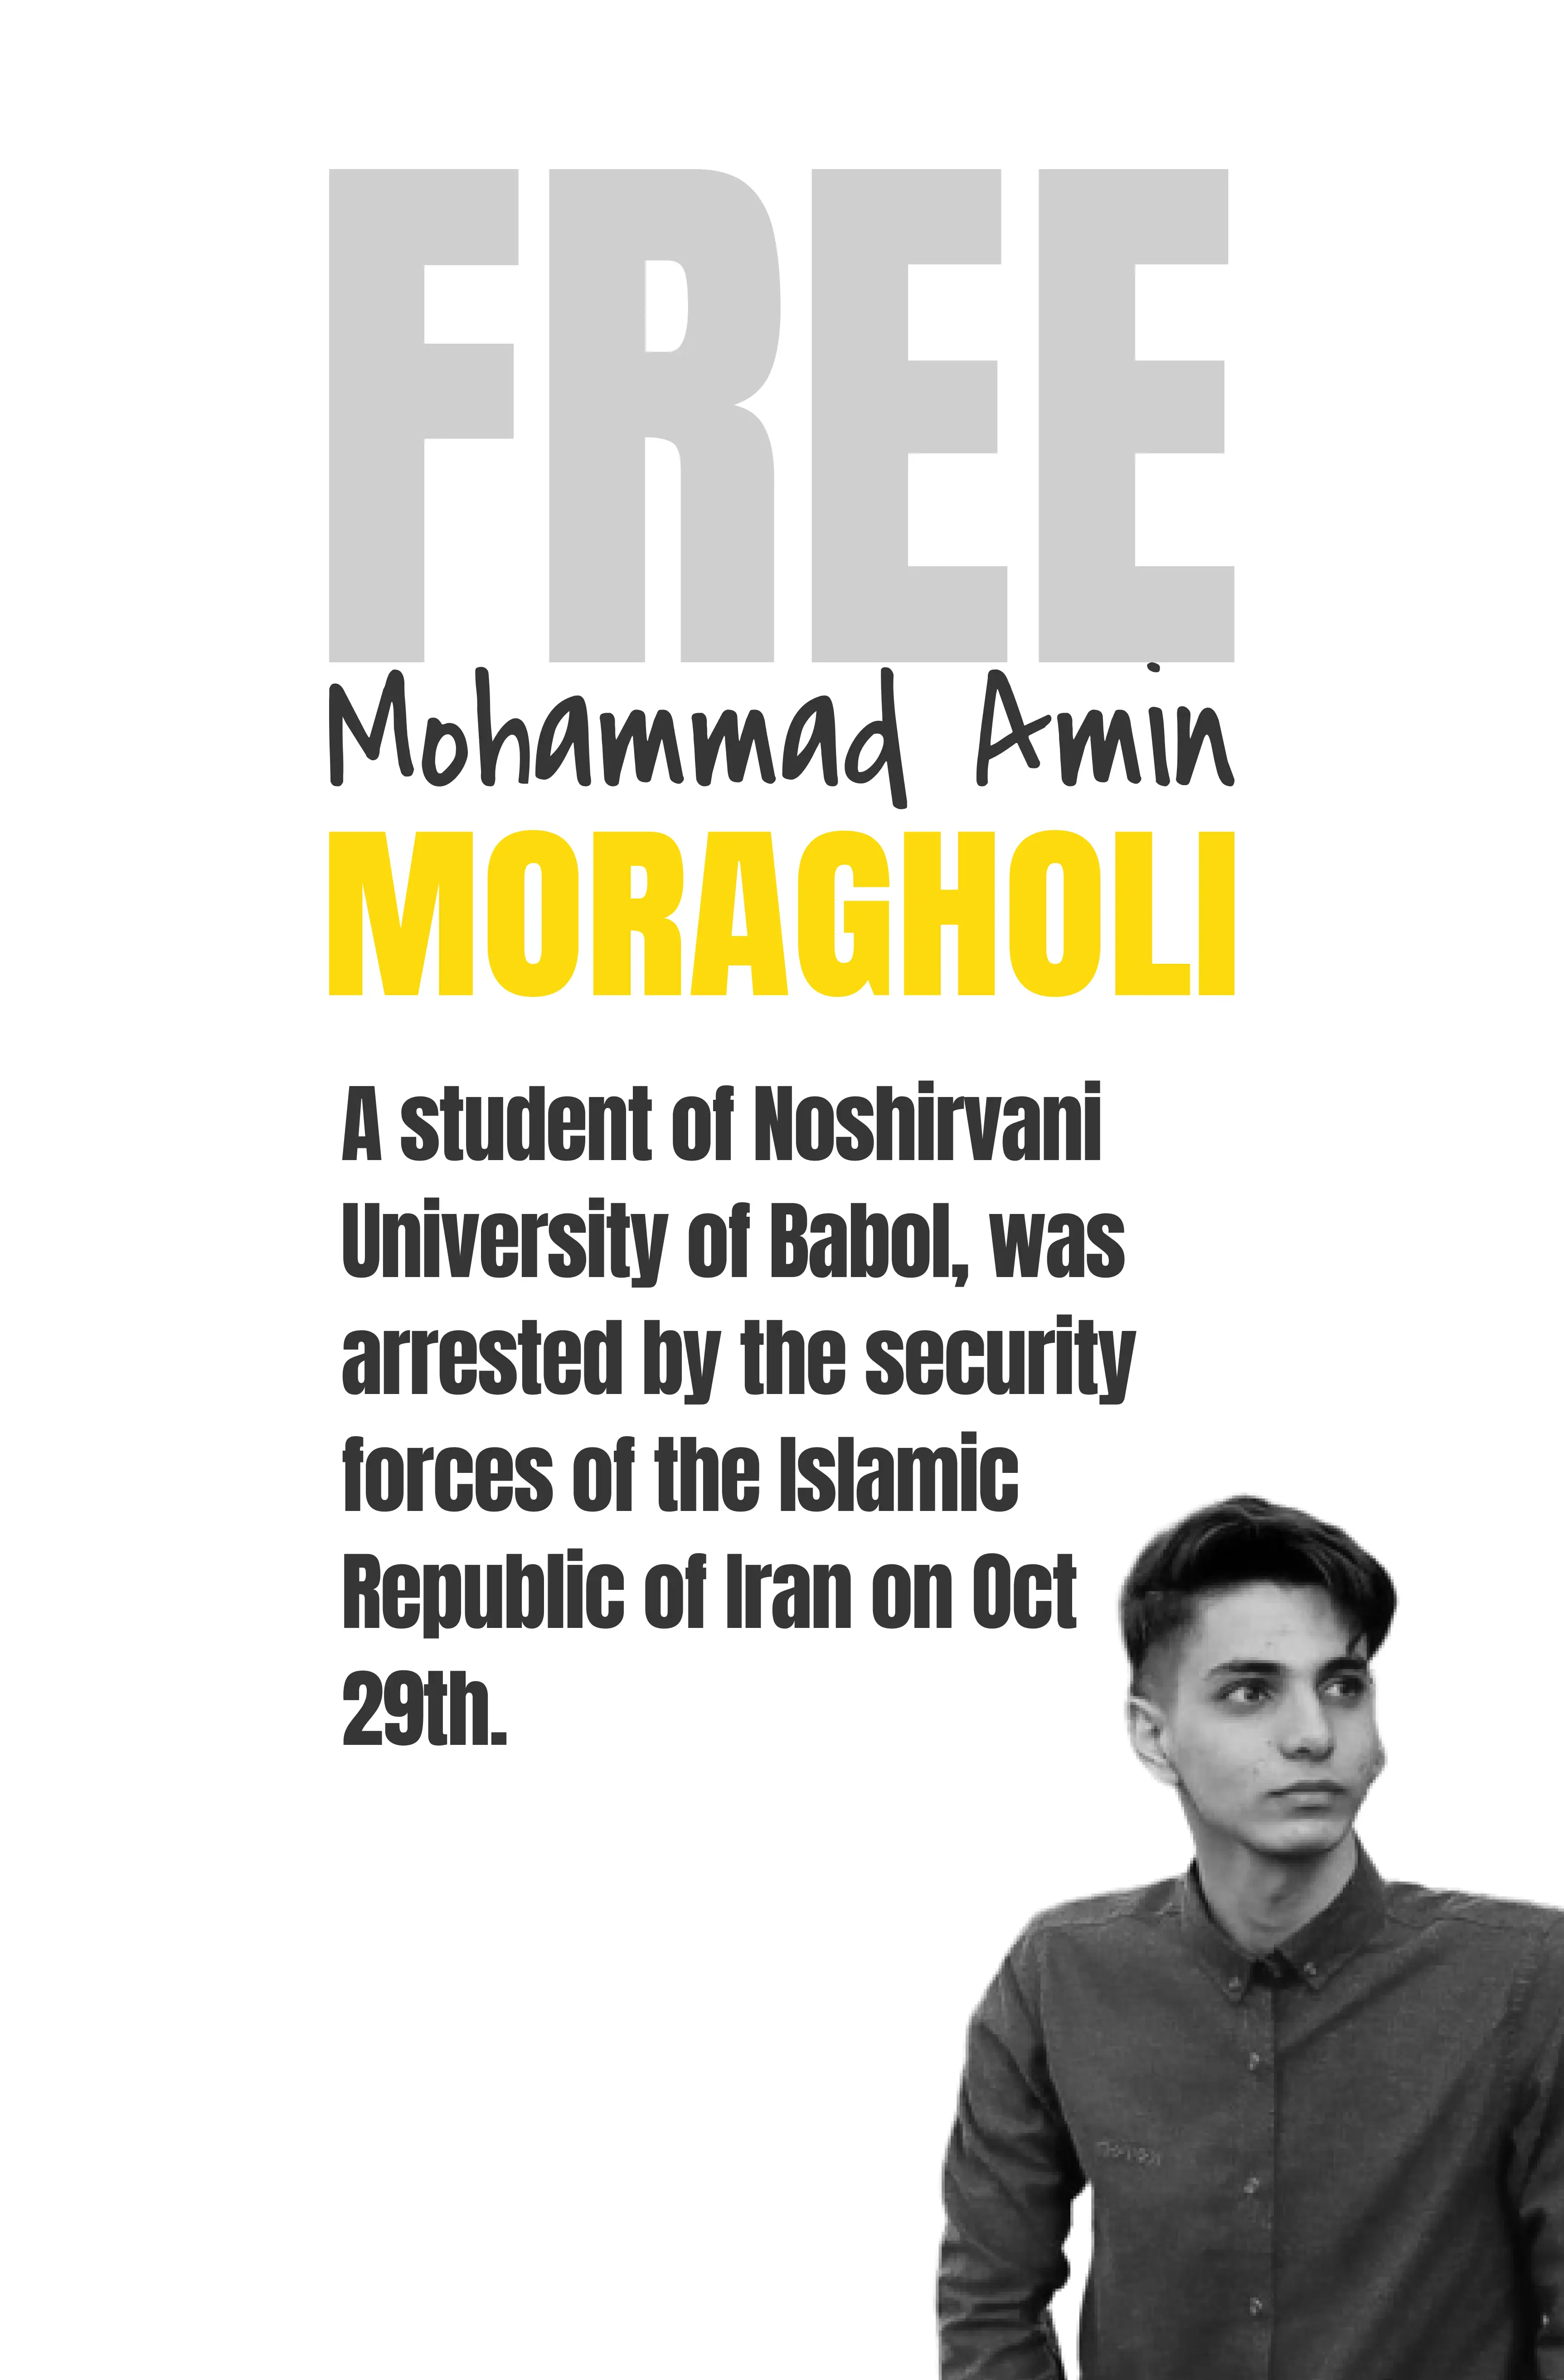 FREE
Mohammad Amin
MORAGHOLI
A student of Noshirvani
University of Babol, was
arrested by the security
forces of the Islamic
Republic of Iran on Oct
29th.